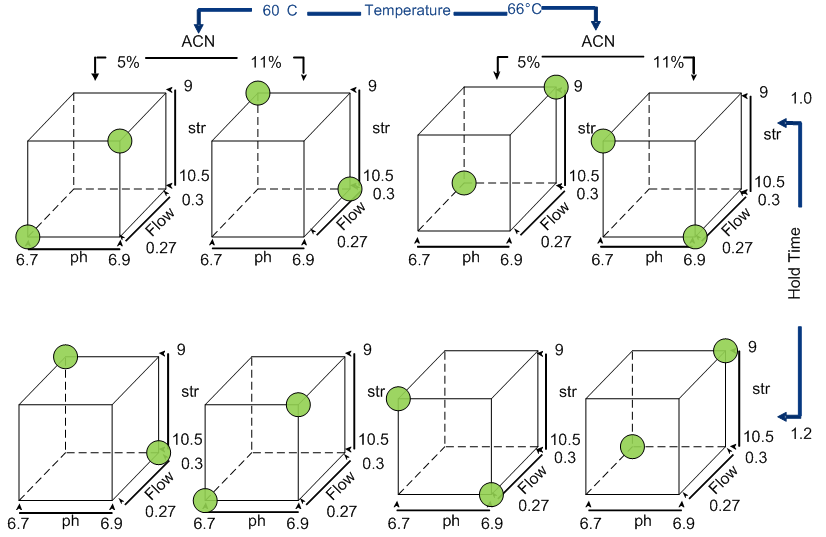 60 C Temperature 66°C
ACN ACN
5% 11% 5% 11%
9 9 9 9 1.0
str str str str
10.5 10.5 10.5 10.5
0.3 0.3 0.3 0.3
Flow Flow Flow Flow
0.27 0.27 0.27 0.27
6.7 ph 6.9 6.7 ph 6.9 6.7 ph 6.9 6.7 ph 6.9
Hold Time
9 9 9 9
str str str str
10.5 10.5 10.5 10.5 1.2
0.3 0.3 0.3 0.3
Flow Flow Flow Flow
0.27 0.27 0.27 0.27
6.7 ph 6.9 6.7 ph 6.9 6.7 ph 6.9 6.7 ph 6.9